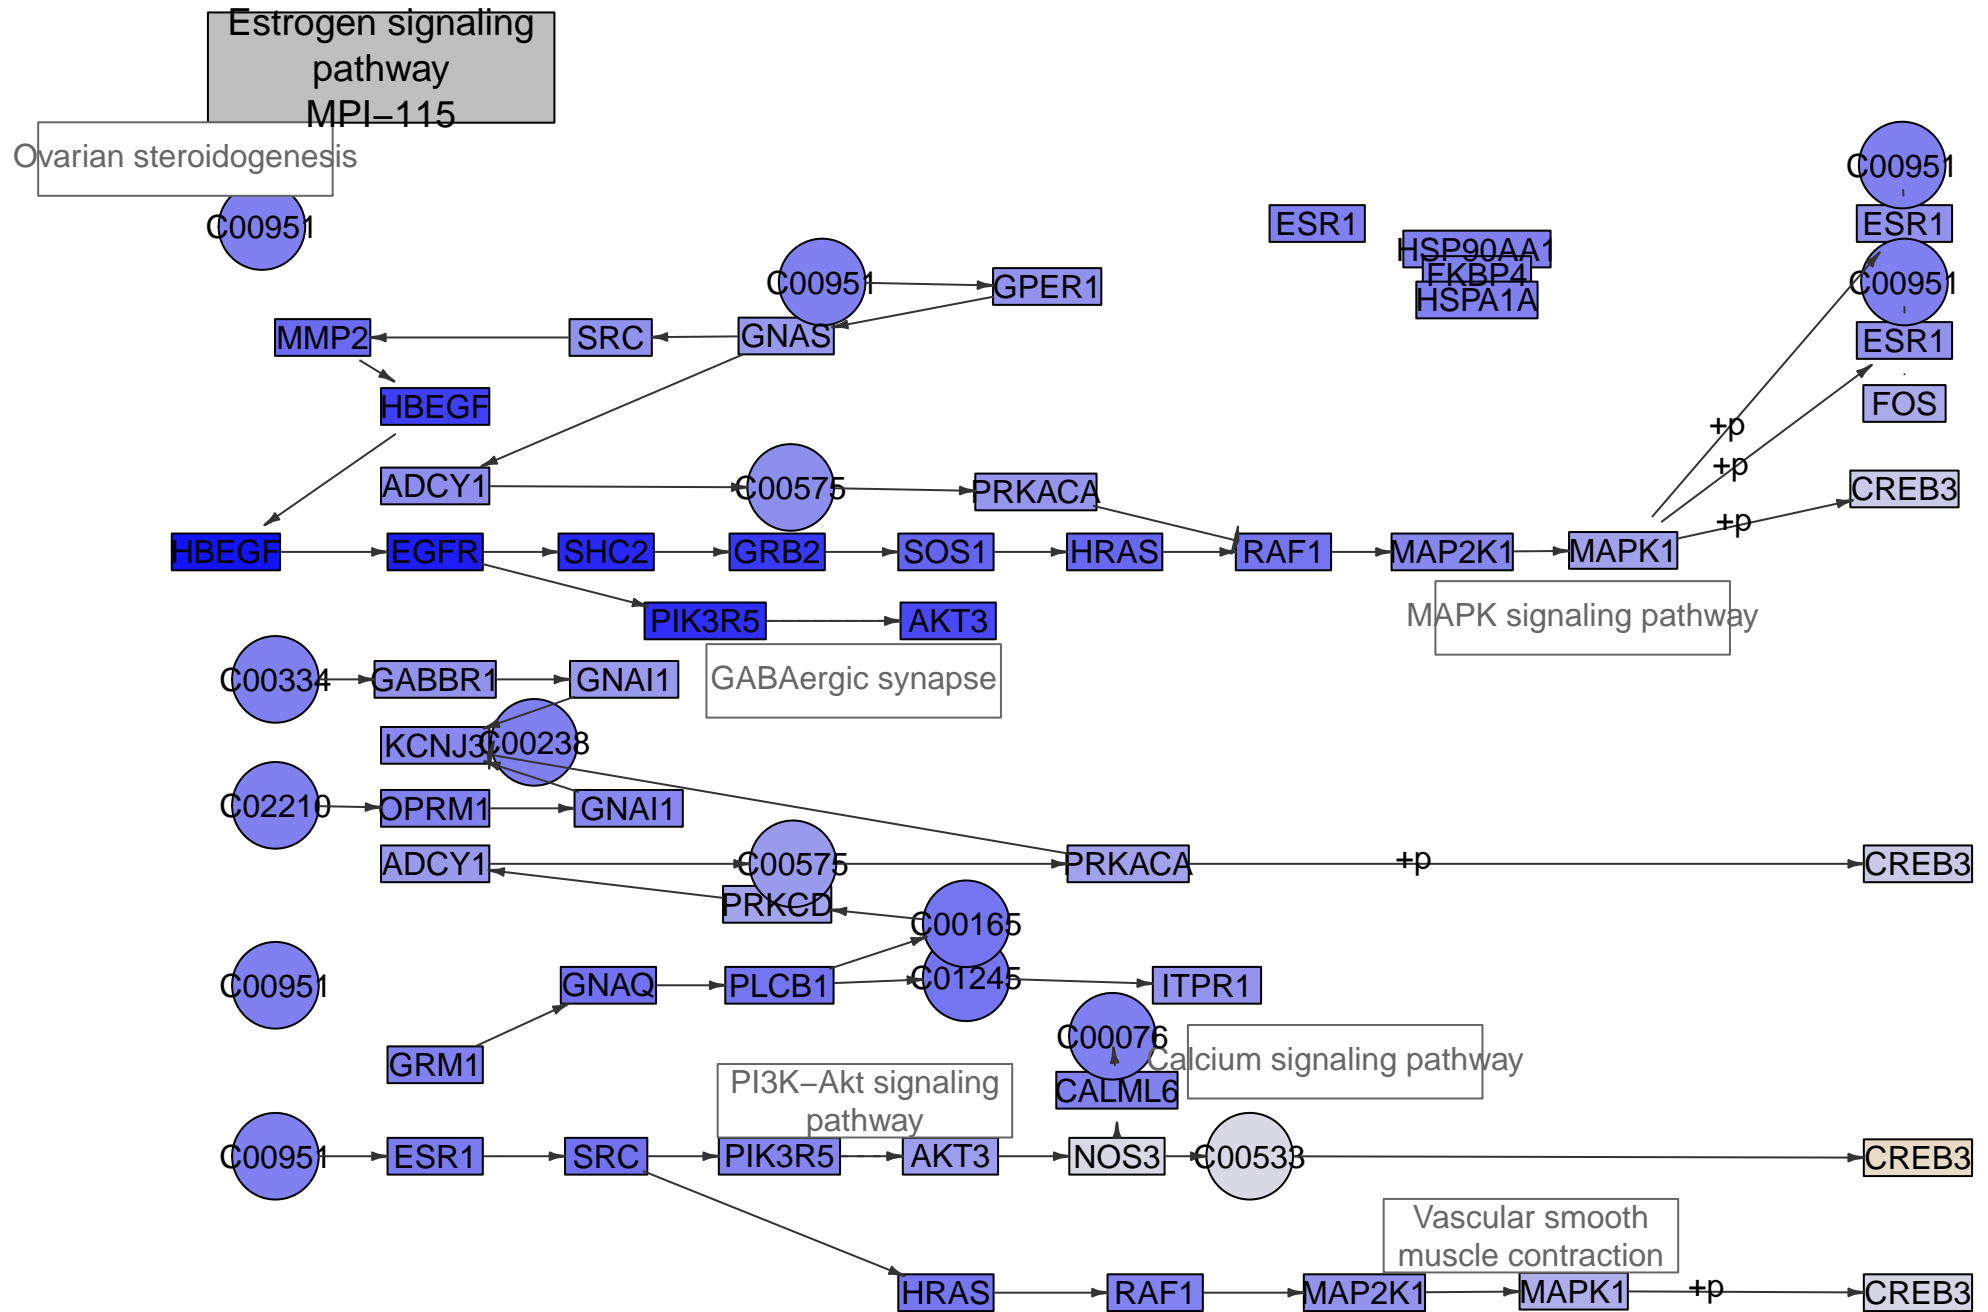 Estrogen signaling
pathway
MPI−115
Ovarian steroidogenesis
C00951
C00951
ESR1
C00951
ESR1
HSP90AA1
FKBP4
HSPA1A
C00951
GPER1
C00951
ESR1
MMP2
SRC
GNAS
HBEGF
FOS
+p
+p
ADCY1
C00575
PRKACA
CREB3
+p
HBEGF
EGFR
SHC2
GRB2
SOS1
HRAS
RAF1
MAP2K1
MAPK1
PIK3R5
AKT3
MAPK signaling pathway
C00334
GABBR1
GNAI1
GABAergic synapse
KCNJ3
C00238
C02210
OPRM1
GNAI1
ADCY1
C00575
PRKACA
+p
CREB3
PRKCD
C00165
C00951
GNAQ
PLCB1
C01245
ITPR1
C00076
Calcium signaling pathway
GRM1
CALML6
PI3K−Akt signaling
pathway
C00951
ESR1
SRC
PIK3R5
AKT3
NOS3
C00533
CREB3
Vascular smooth
muscle contraction
HRAS
RAF1
MAP2K1
MAPK1
+p
CREB3